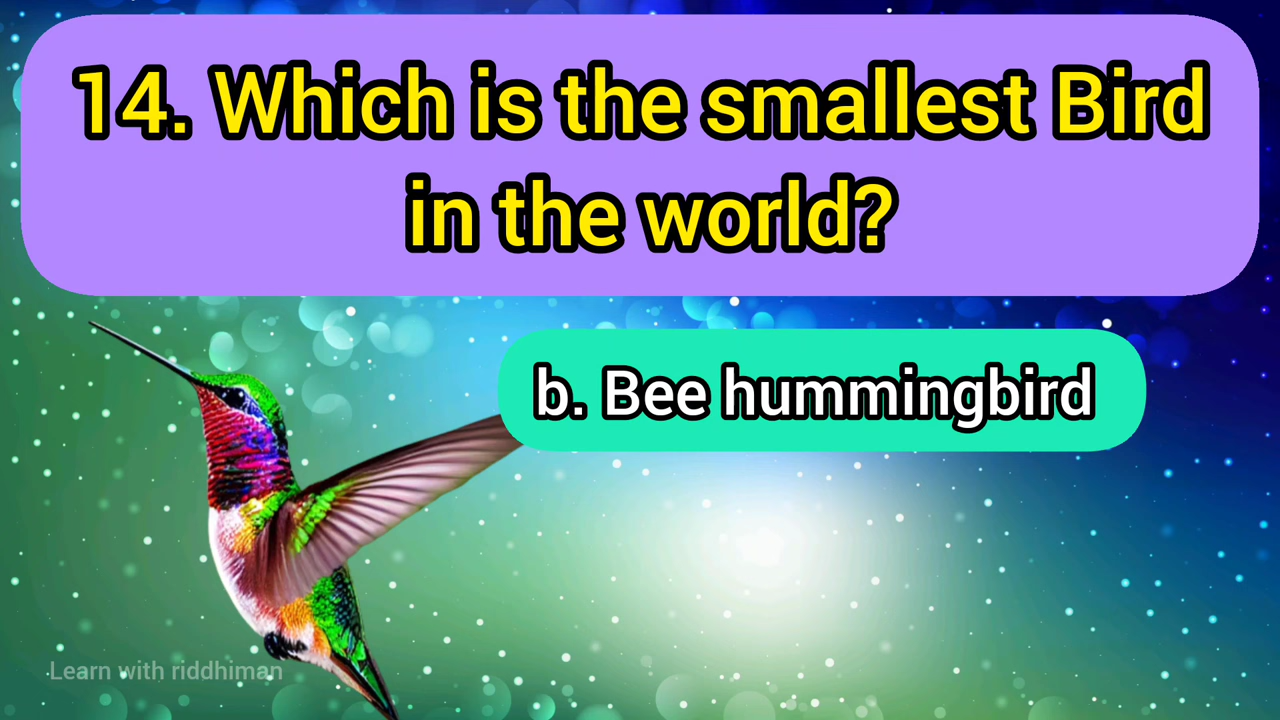 14. Which is the smallest Bird
in the world?
b. Bee hummingbird
Learn with riddhiman